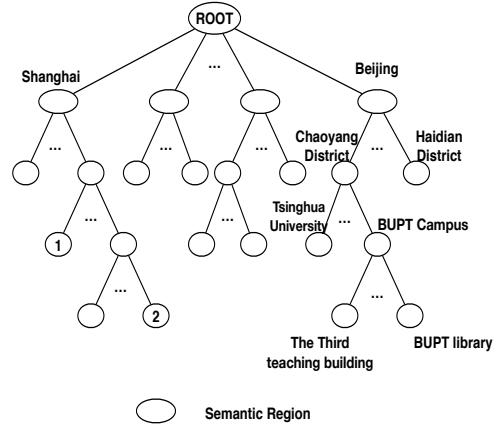 ROOT
...
Shanghai
Beijing
...
...
...
Chaoyang
District
...
Haidian
District
...
...
Tsinghua
University
...
BUPT Campus
1
...
...
2
The Third
teaching building
BUPT library
Semantic Region